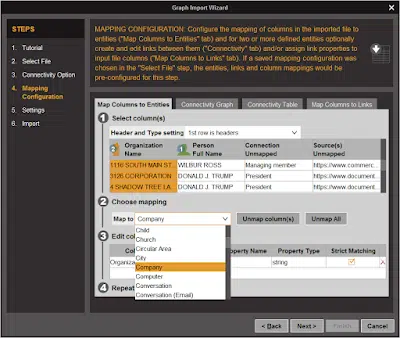 Graph Import Wizard
STEPS
1. Tutorial
2. Select File
3. Connectivity Option
4. Mapping Configuration
5. Settings
6. Import
MAPPING CONFIGURATION: Configure the mapping of columns in the imported file to
entities ("Map Columns to Entities" tab) and for two or more defined entities optionally
create and edit links between them ("Connectivity" tab) and/or assign link properties to
input file columns ("Map Columns to Links" tab). If a saved mapping configuration was
chosen in the "Select File" step, the entities, links and column mappings would be
pre-configured for this step.
Map Columns to Entities Connectivity Graph Connectivity Table Map Columns to Links
1 Select column(s)
Header and Type setting 1st row is headers
2 Organization Name 1 Person Full Name Connection Unmapped Source(s) Unmapped
1116 SOUTH MAIN ST... WILBUR ROSS Managing member https://www.commerc...
3126 CORPORATION DONALD J. TRUMP President https://www.document...
4 SHADOW TREE LA... DONALD J. TRUMP President https://www.document...
2 Choose mapping
Map to Company Unmap column(s) Unmap All
Child
Church
Circular Area
City
Company
Computer
Conversation
Conversation (Email)
3 Edit col
Property Name Property Type Strict Matching
Organiza string
4 Repeat
< Back Next > Finish Cancel